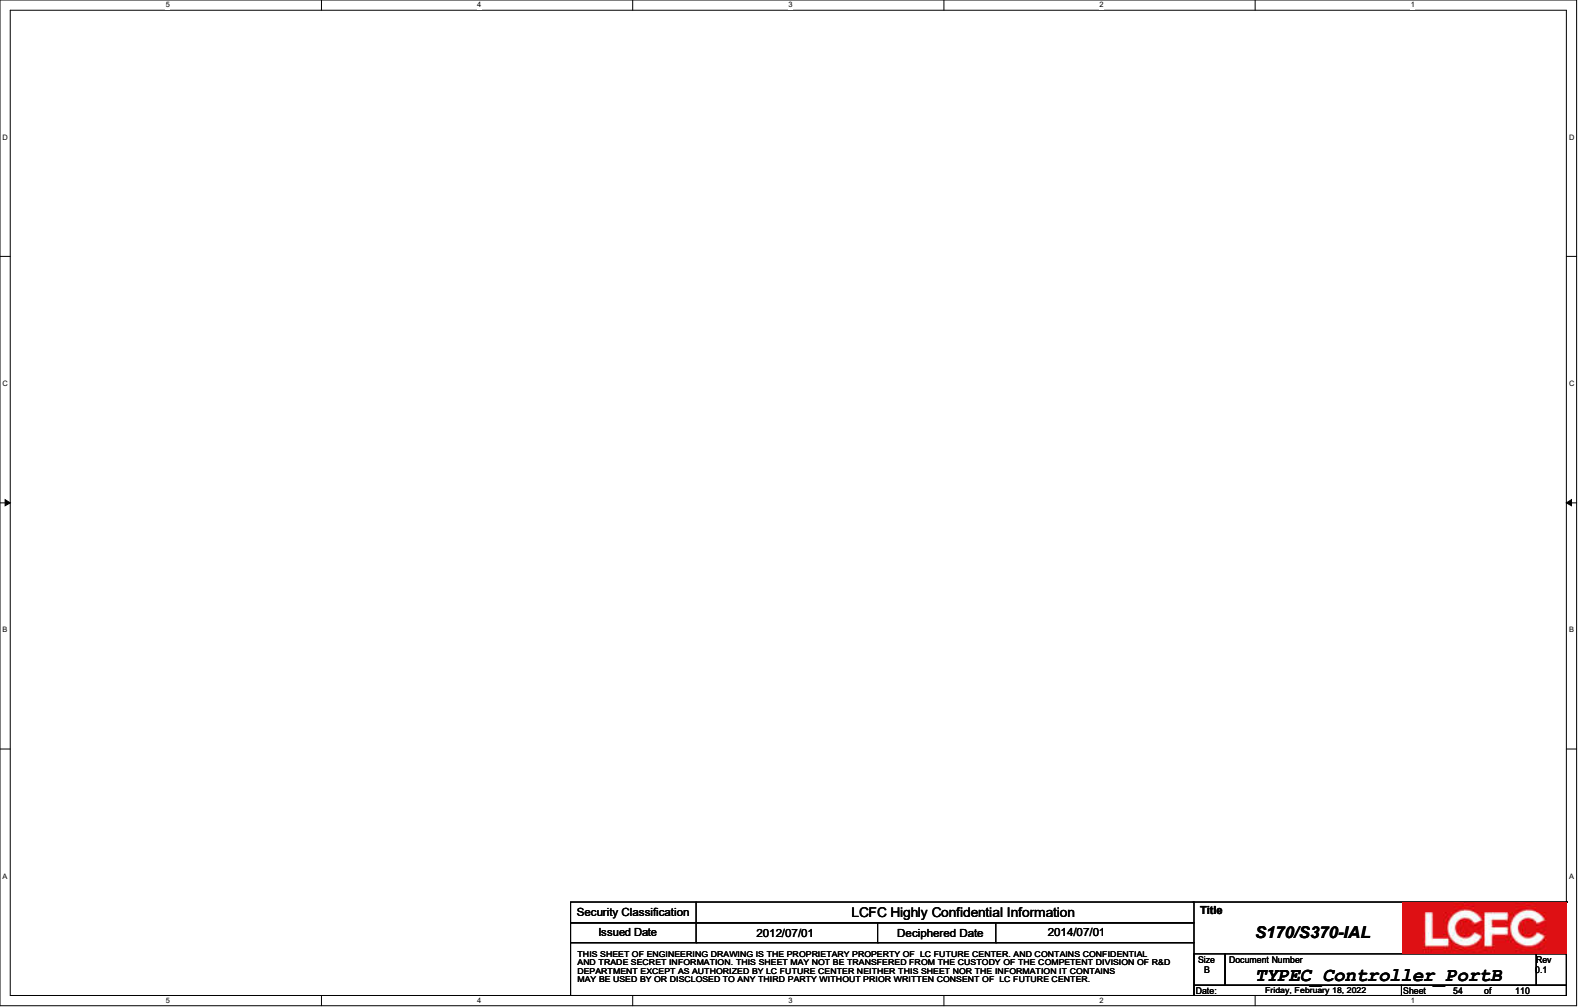 5 4 3 2 1
D D
C C
B B
A A
Security Classification LCFC Highly Confidential Information
Issued Date 2012/07/01 Deciphered Date 2014/07/01
THIS SHEET OF ENGINEERING DRAWING IS THE PROPRIETARY PROPERTY OF LC FUTURE CENTER. AND CONTAINS CONFIDENTIAL
AND TRADE SECRET INFORMATION. THIS SHEET MAY NOT BE TRANSFERED FROM THE CUSTODY OF THE COMPETENT DIVISION OF R&D
DEPARTMENT EXCEPT AS AUTHORIZED BY LC FUTURE CENTER NEITHER THIS SHEET NOR THE INFORMATION IT CONTAINS
MAY BE USED BY OR DISCLOSED TO ANY THIRD PARTY WITHOUT PRIOR WRITTEN CONSENT OF LC FUTURE CENTER.
Title
S170/S370-IAL
LCFC
Size Document Number Rev
B TYPEC_Controller_PortB 0.1
Date: Friday, February 18, 2022 Sheet 54 of 110
5 4 3 2 1